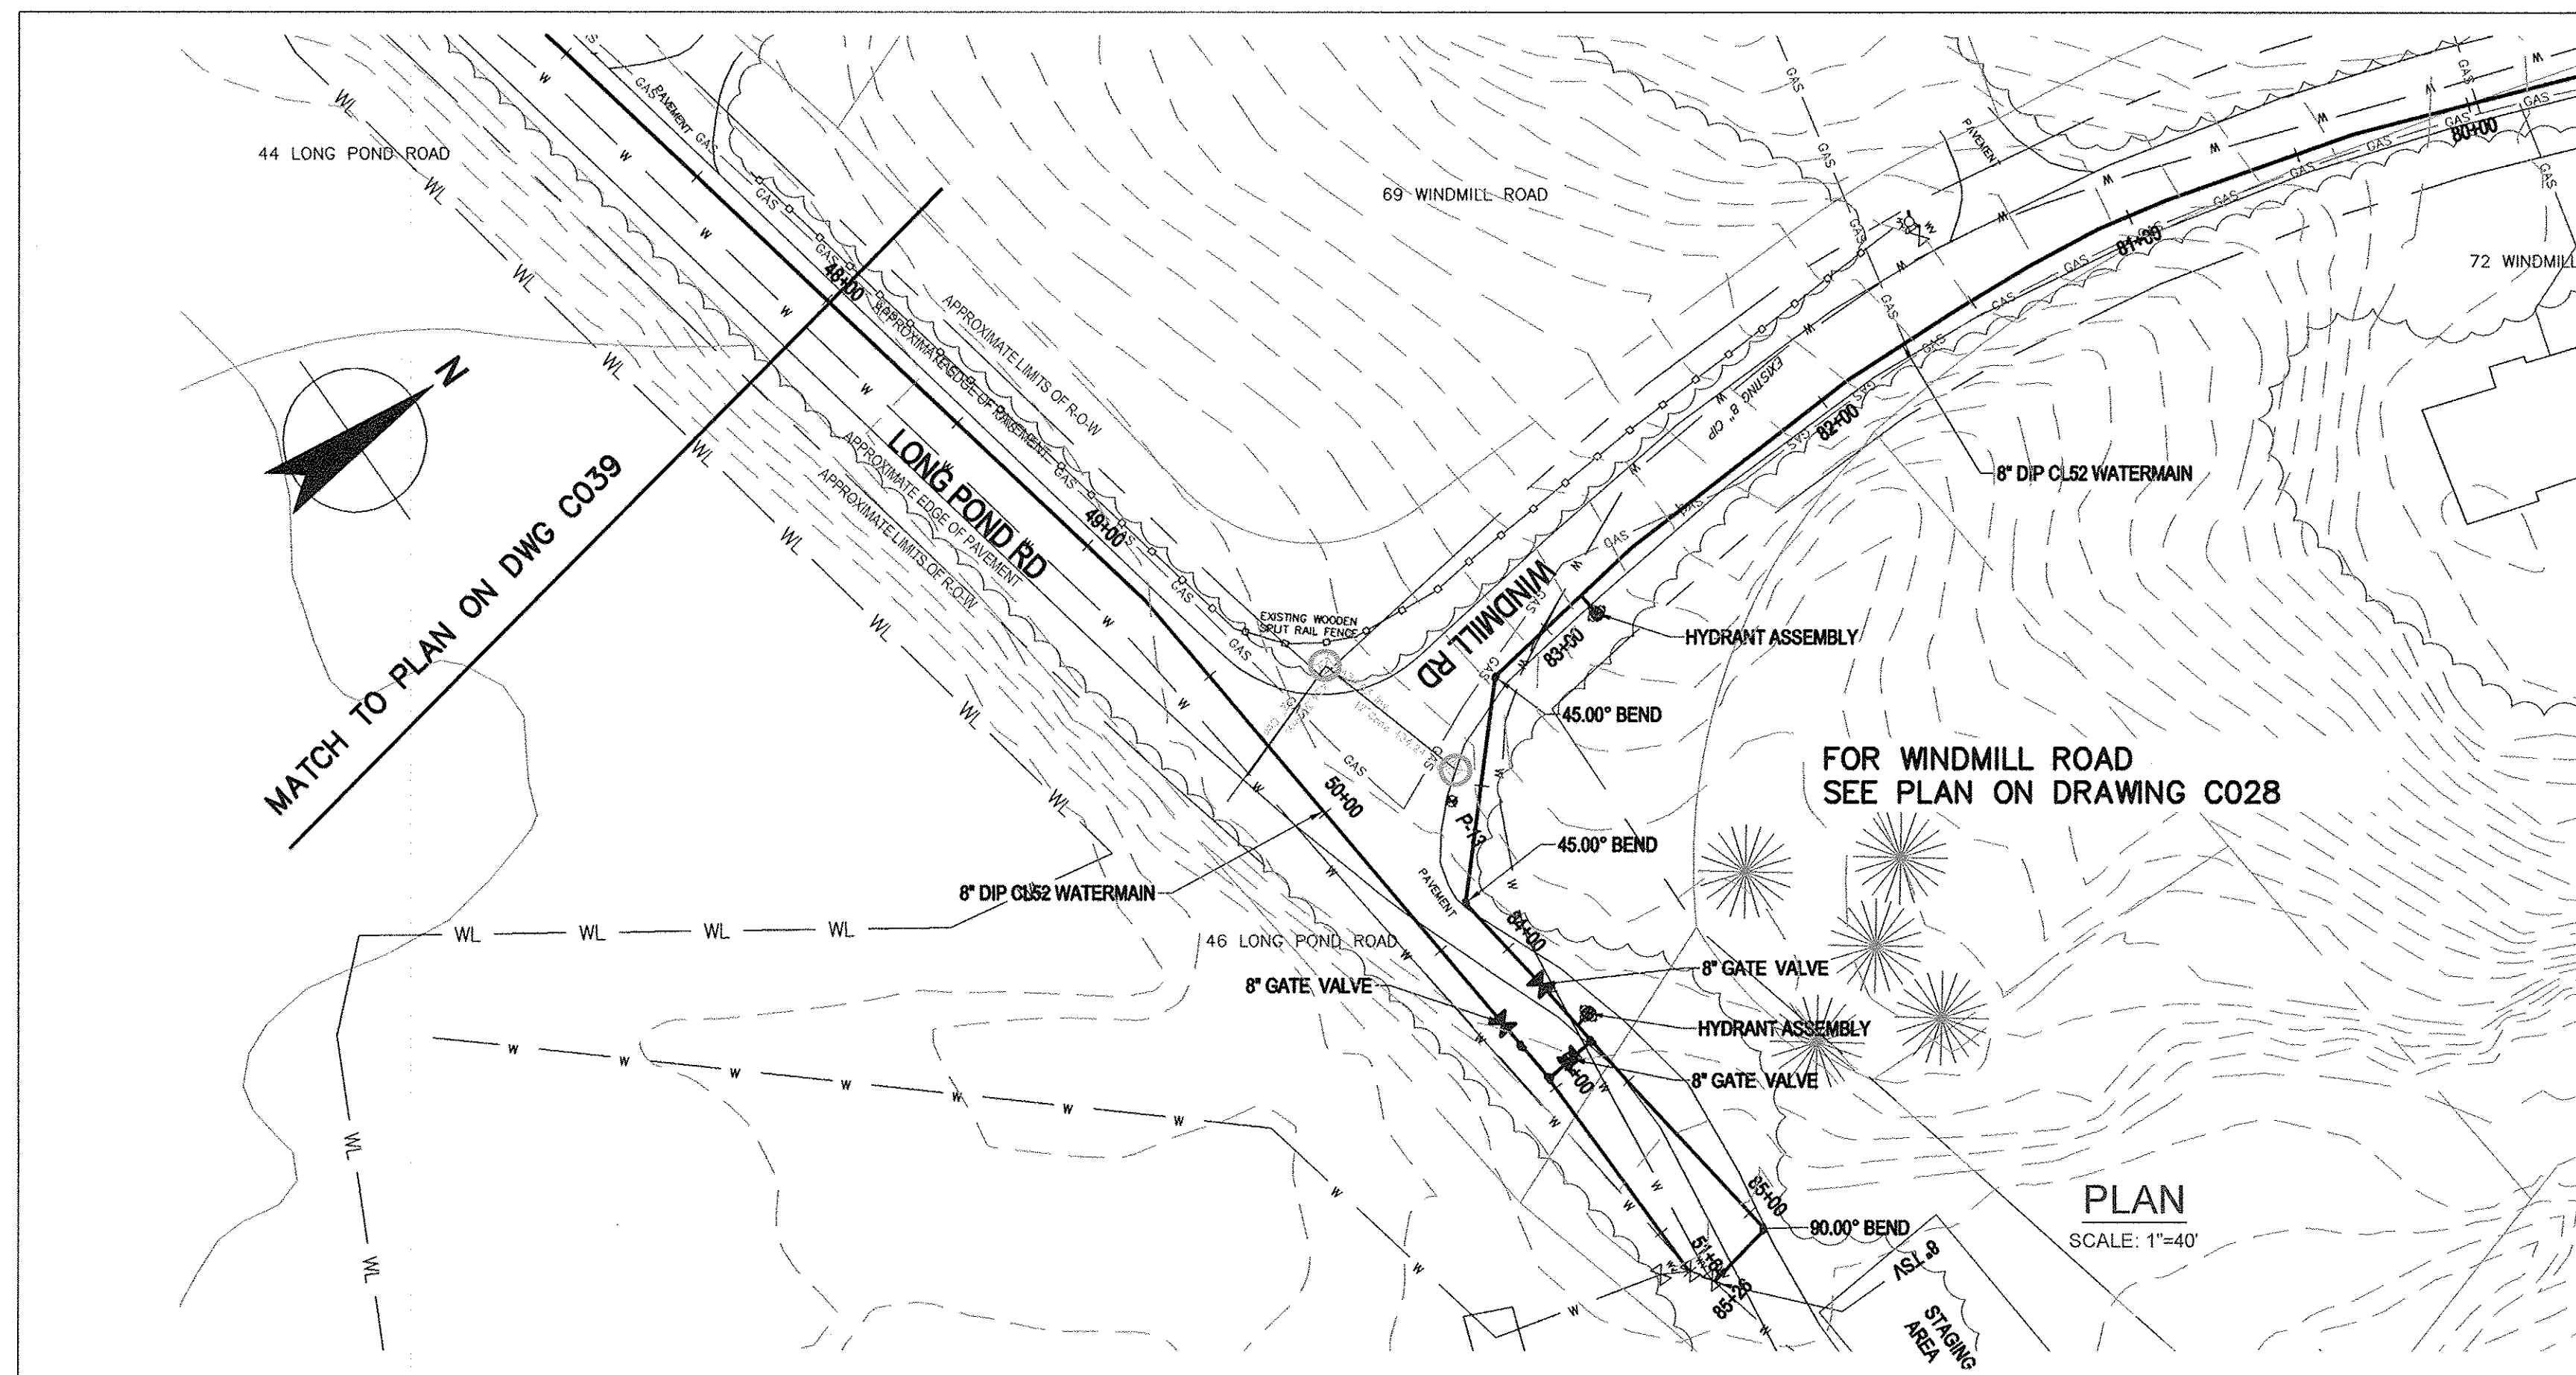 44 LONG POND ROAD
PAVEMENT
GAS
W
WL
69 WINDMILL ROAD
PAVEMENT
80+00
81+00
72 WINDMILL
48+00
APPROXIMATE LIMITS OF R-O-W
APPROXIMATE EDGE OF PAVEMENT
N
MATCH TO PLAN ON DWG C039
LONG POND RD
APPROXIMATE EDGE OF PAVEMENT
APPROXIMATE LIMITS OF R-O-W
49+00
EXISTING 8" CIP
82+00
8" DIP CL52 WATERMAIN
WINDMILL RD
EXISTING WOODEN
SPLIT RAIL FENCE
83+00
HYDRANT ASSEMBLY
45.00° BEND
FOR WINDMILL ROAD
SEE PLAN ON DRAWING C028
50+00
P-13
45.00° BEND
8" DIP CL52 WATERMAIN
PAVEMENT
84+00
46 LONG POND ROAD
8" GATE VALVE
8" GATE VALVE
HYDRANT ASSEMBLY
8" GATE VALVE
85+00
90.00° BEND
PLAN
SCALE: 1"=40'
8" TSV
85+26
STAGING
AREA